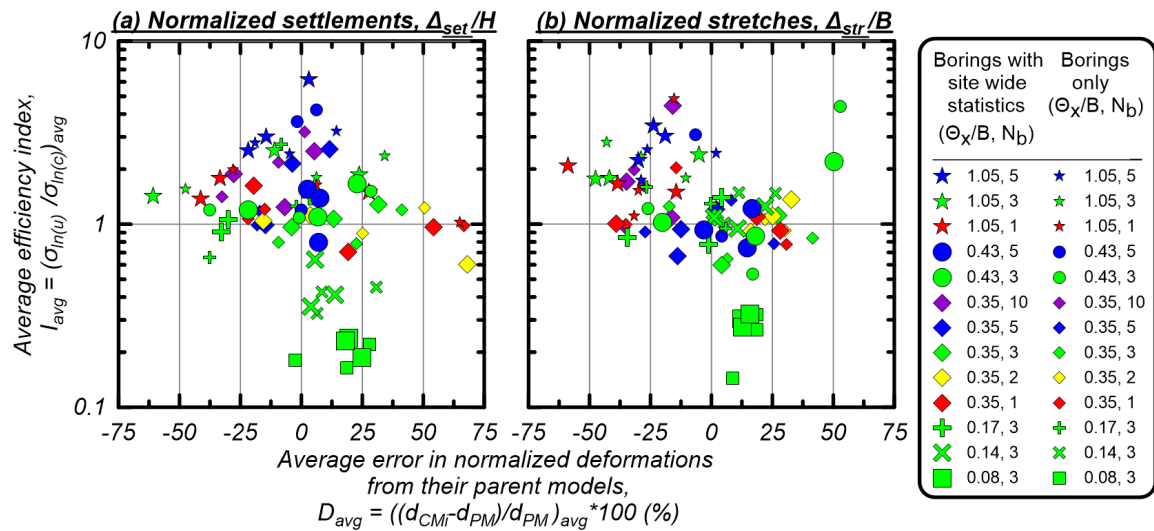 (a) Normalized settlements, Δset/H
(b) Normalized stretches, Δstr/B
Average efficiency index,
Iavg = (σln(u) /σln(c))avg
10
1
0.1
-75 -50 -25 0 25 50 75
-75 -50 -25 0 25 50 75
Average error in normalized deformations
from their parent models,
Davg = ((dCMi-dPM)/dPM )avg*100 (%)
Borings with site wide statistics (Θx/B, Nb)
Borings only (Θx/B, Nb)
1.05, 5 1.05, 5
1.05, 3 1.05, 3
1.05, 1 1.05, 1
0.43, 5 0.43, 5
0.43, 3 0.43, 3
0.35, 10 0.35, 10
0.35, 5 0.35, 5
0.35, 3 0.35, 3
0.35, 2 0.35, 2
0.35, 1 0.35, 1
0.17, 3 0.17, 3
0.14, 3 0.14, 3
0.08, 3 0.08, 3